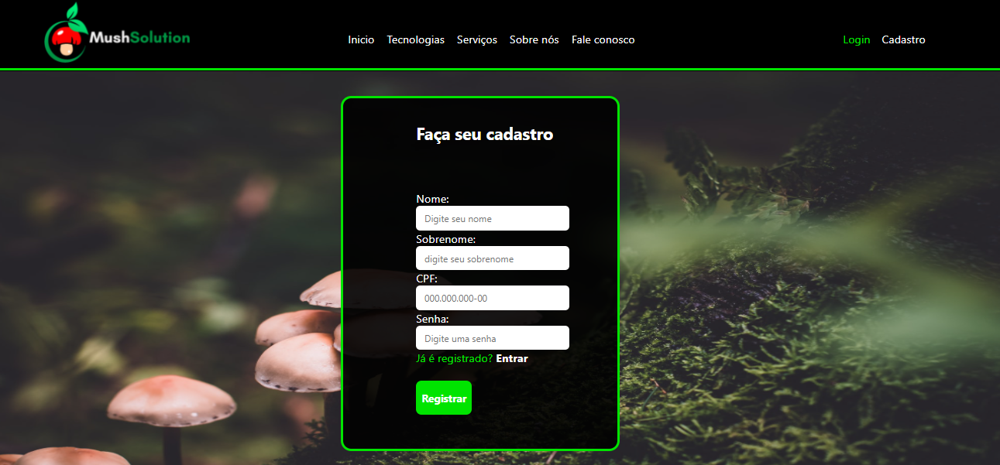 MushSolution
Inicio Tecnologias Serviços Sobre nós Fale conosco
Login Cadastro
Faça seu cadastro
Nome:
Digite seu nome
Sobrenome:
digite seu sobrenome
CPF:
000.000.000-00
Senha:
Digite uma senha
Já é registrado? Entrar
Registrar